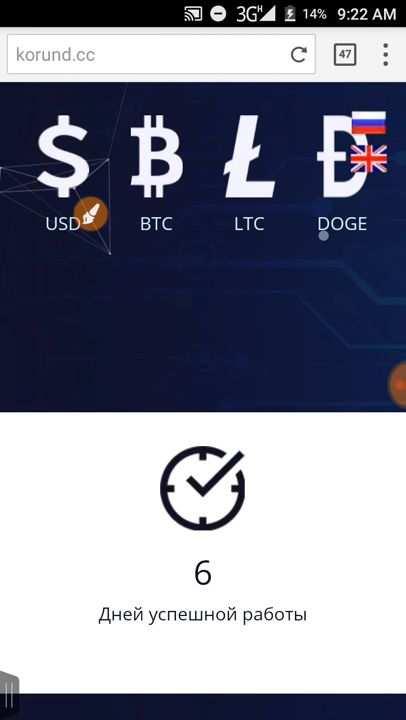 3G H 14% 9:22 AM
korund.cc 47
USD BTC LTC DOGE
6
Дней успешной работы